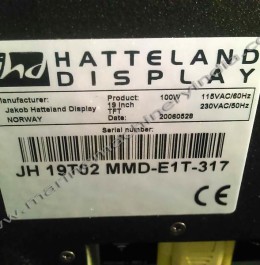 jhd HATTELAND
DISPLAY
Manufacturer: Product: 100W 115VAC/60Hz
Jakob Hatteland Display 19 Inch 230VAC/50Hz
TFT
NORWAY Date: 20060528
Serial number:
JH 19T02 MMD-E1T-317
CE